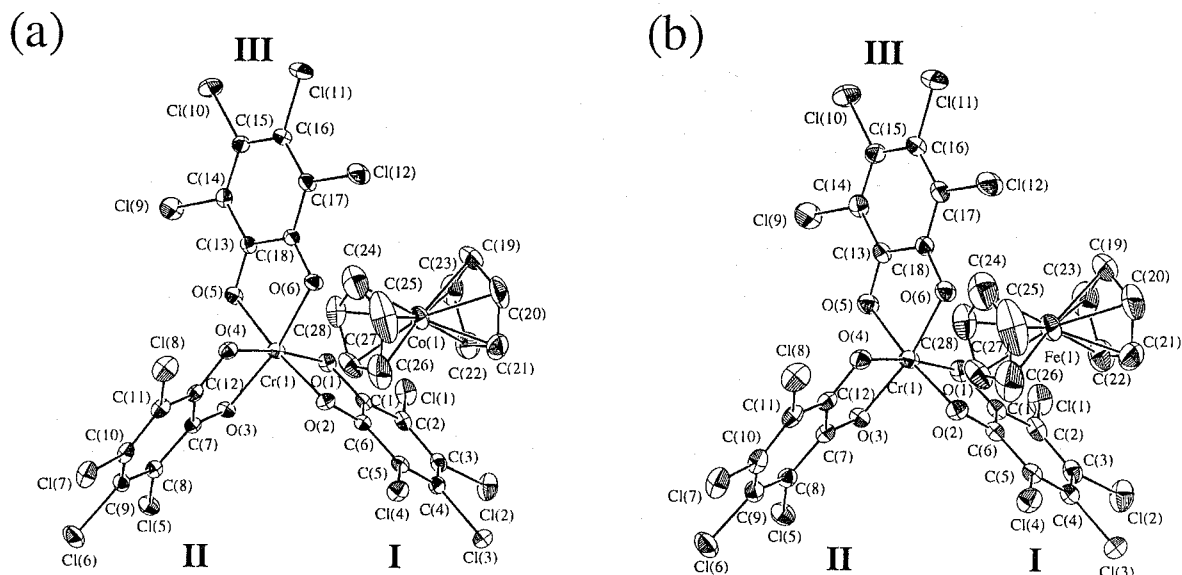 (a)
III
Cl(10)
Cl(11)
C(15)
C(16)
Cl(12)
C(14)
C(17)
Cl(9)
C(13)
C(18)
C(24)
C(19)
C(25)
C(23)
O(5)
O(6)
C(20)
O(4)
C(28)
C(27)
Co(1)
Cl(8)
C(26)
C(21)
C(22)
C(12)
Cr(1)
O(1)
C(11)
O(3)
O(2)
C(1)
Cl(1)
C(2)
C(10)
C(7)
C(6)
C(3)
Cl(7)
C(8)
C(5)
C(9)
Cl(5)
Cl(4)
C(4)
Cl(2)
Cl(6)
Cl(3)
II
I
(b)
III
Cl(10)
Cl(11)
C(15)
C(16)
C(14)
Cl(12)
C(17)
Cl(9)
C(13)
C(18)
C(24)
C(19)
C(25)
C(23)
C(20)
O(5)
O(6)
O(4)
C(28)
C(27)
Fe(1)
C(21)
Cl(8)
C(26)
C(22)
C(12)
Cr(1)
O(1)
C(11)
O(3)
O(2)
C(1)
Cl(1)
C(2)
C(10)
C(7)
C(6)
C(3)
Cl(7)
C(8)
C(5)
C(9)
Cl(5)
Cl(4)
C(4)
Cl(2)
Cl(6)
Cl(3)
II
I